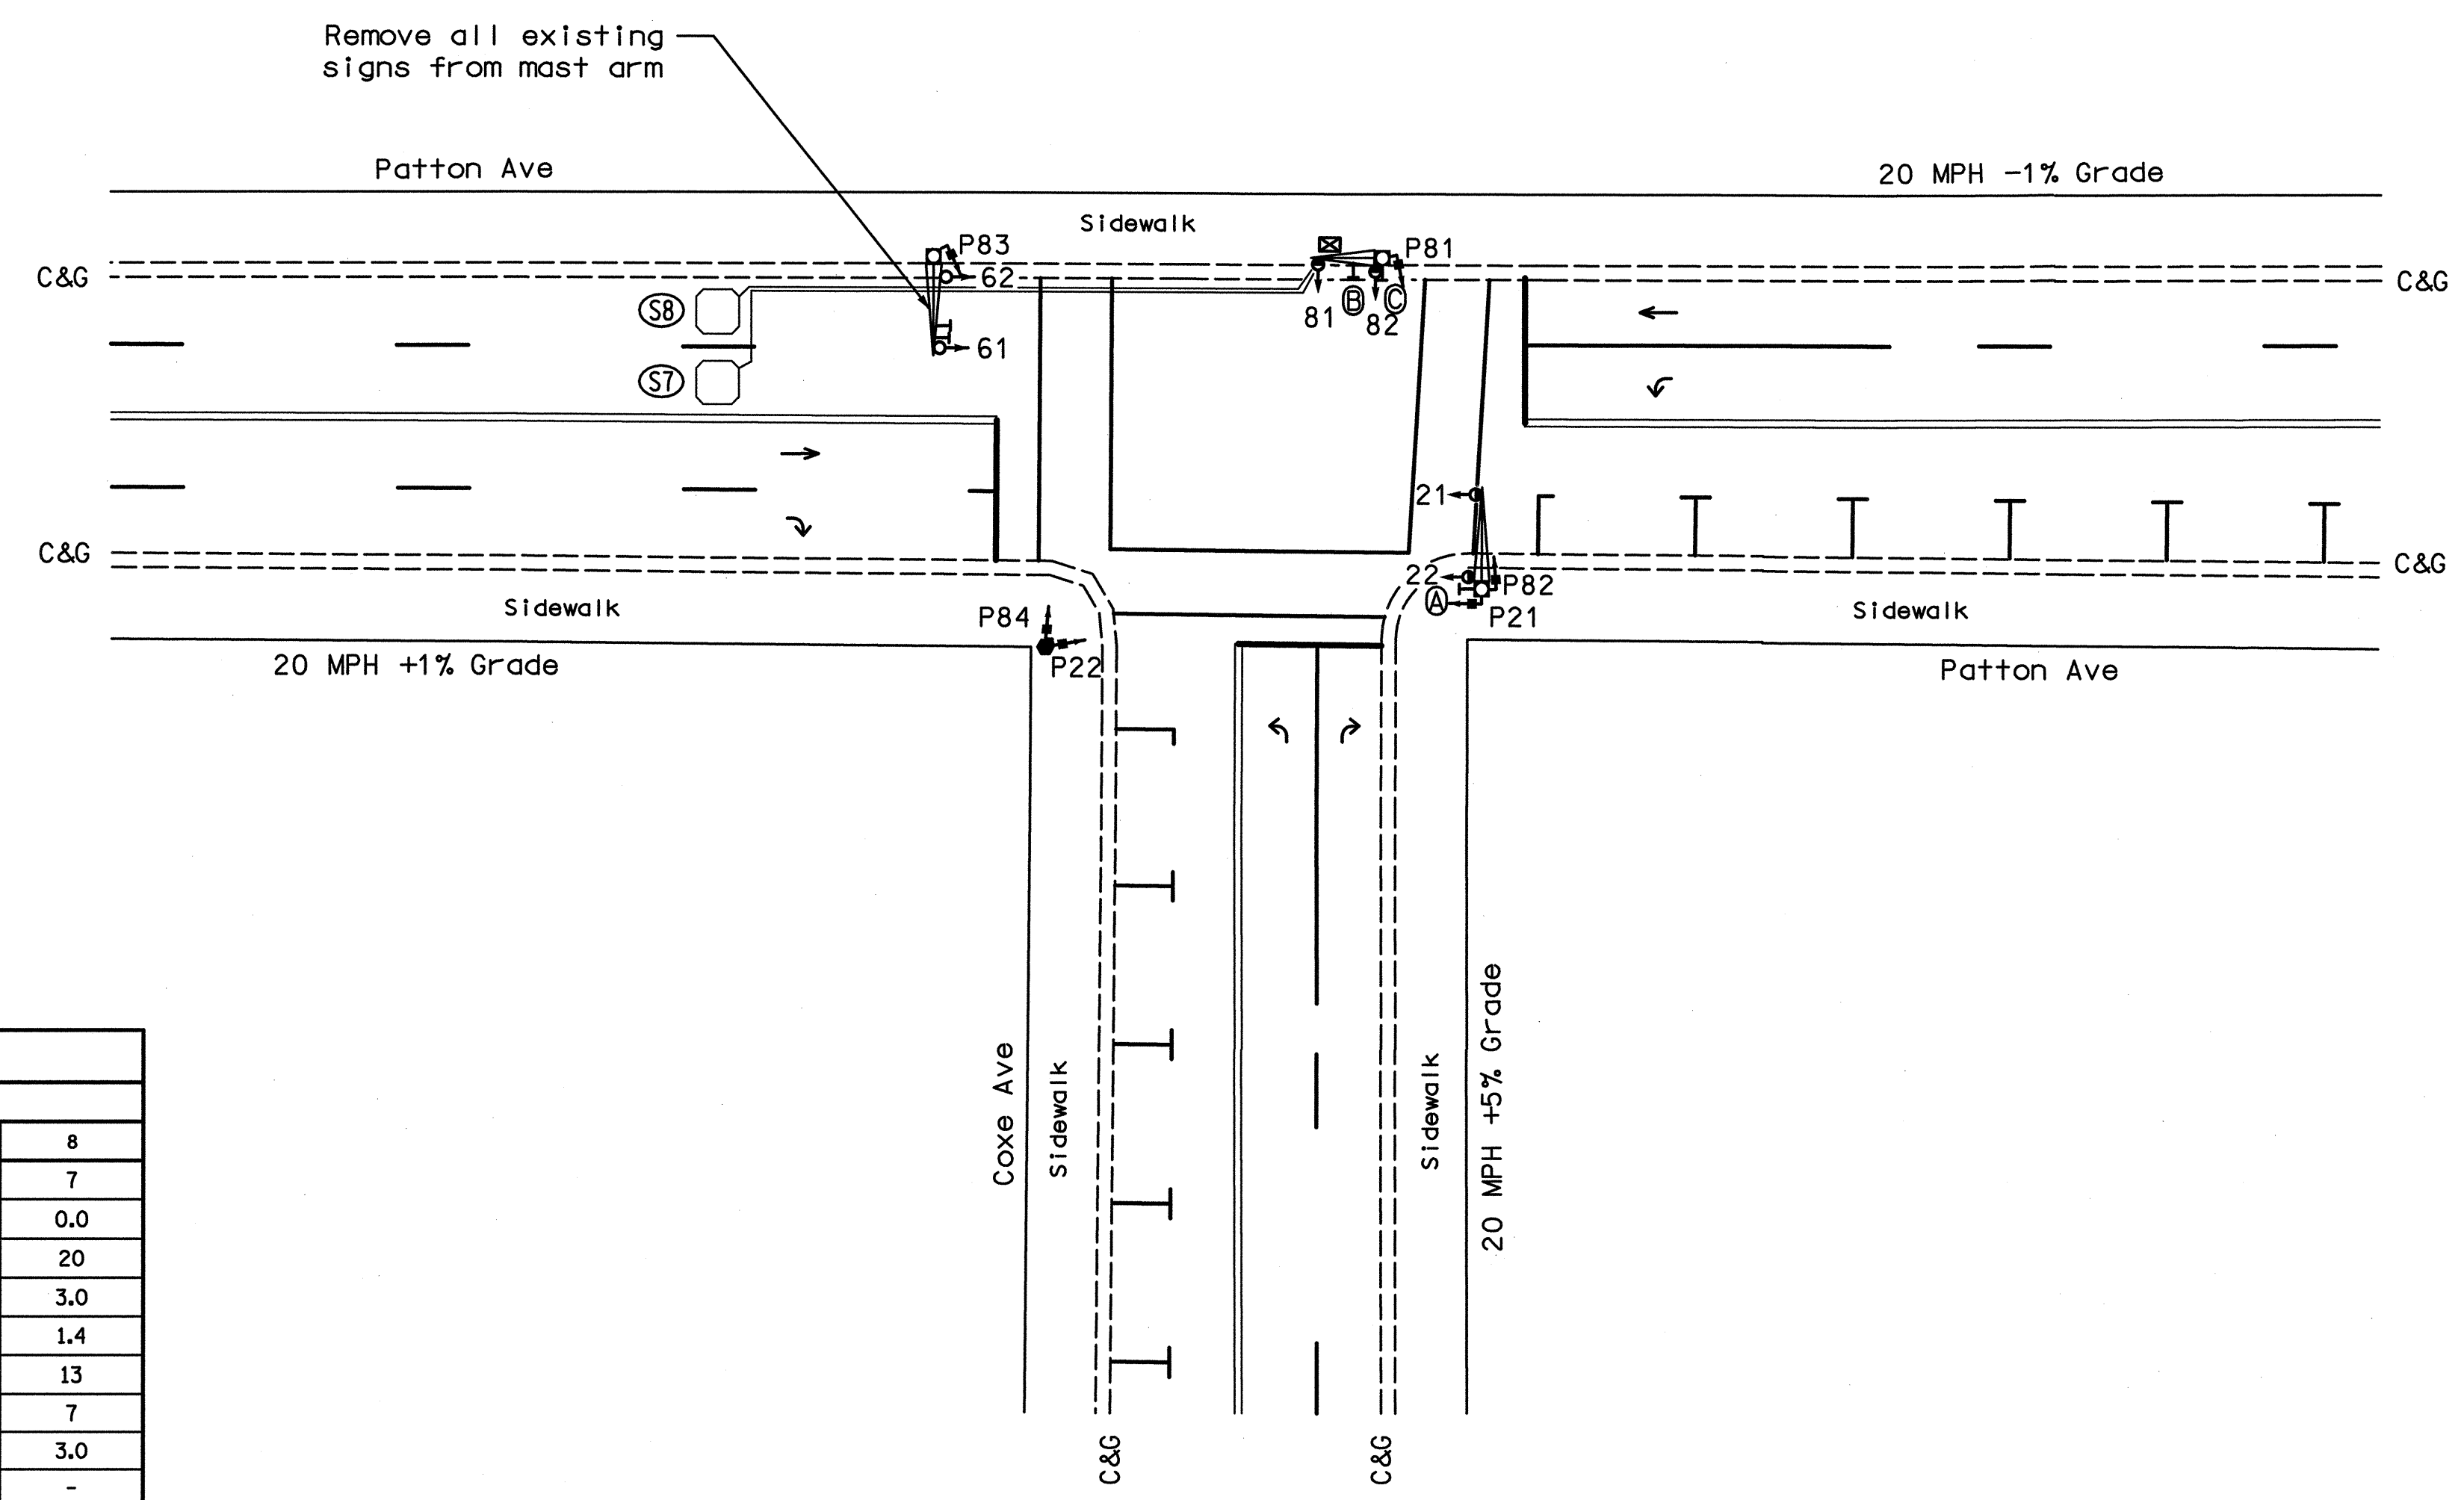 Remove all existing
signs from mast arm
Patton Ave
20 MPH -1% Grade
Sidewalk
P83
P81
C&G
62
C&G
S8
B
C
81
82
61
S7
21
C&G
22
P82
C&G
A
Sidewalk
P84
P21
Sidewalk
20 MPH +1% Grade
P22
Patton Ave
Coxe Ave
Sidewalk
Sidewalk
20 MPH +5% Grade
8
7
0.0
20
3.0
1.4
13
7
3.0
-
C&G
C&G